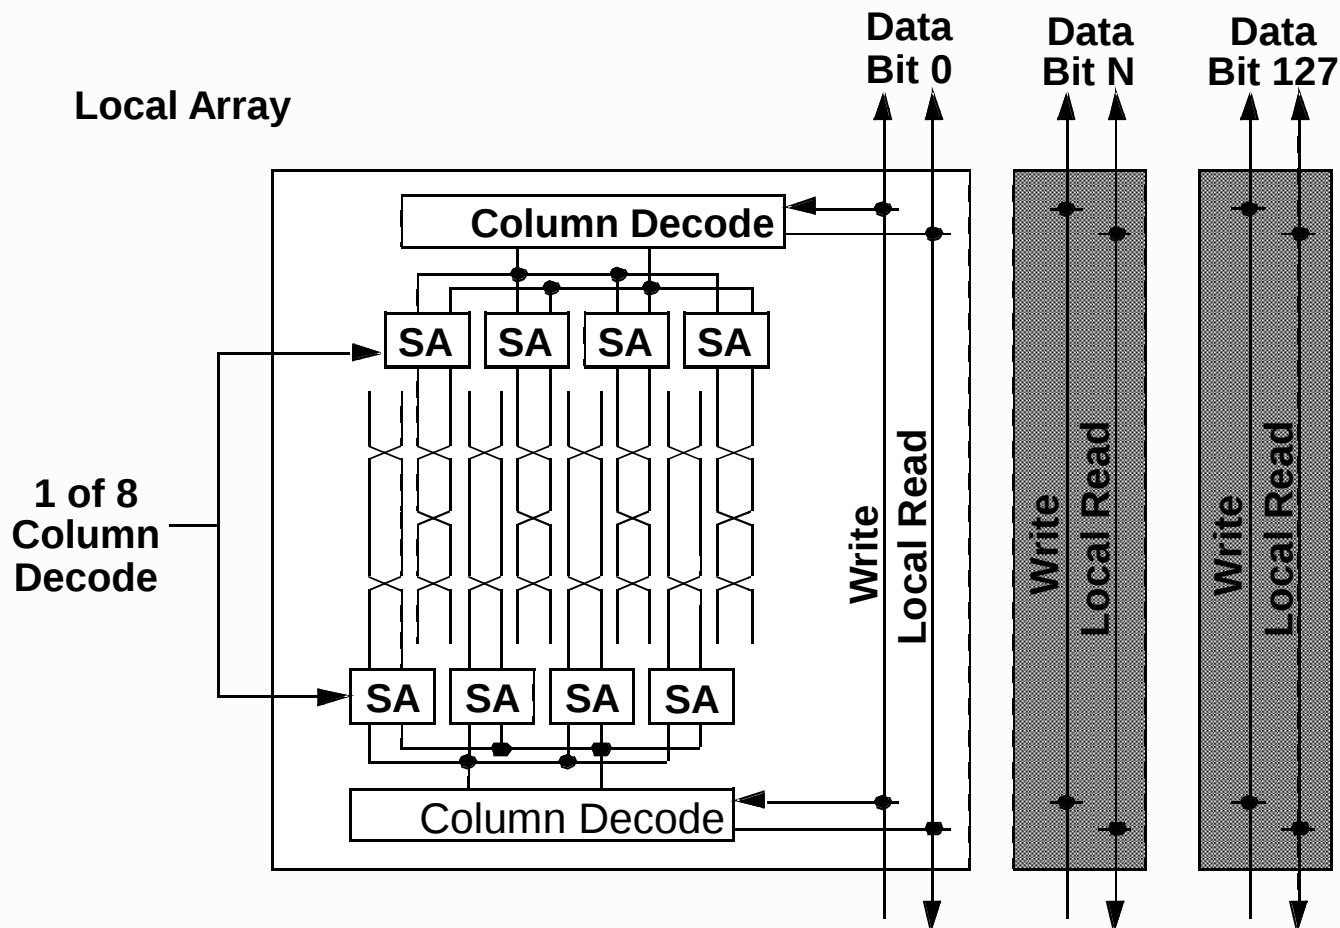 Data
Bit 0
Data
Bit N
Data
Bit 127
Local Array
Column Decode
SA SA SA SA
1 of 8
Column
Decode
Write
Local Read
Write
Local Read
Write
Local Read
SA SA SA SA
Column Decode